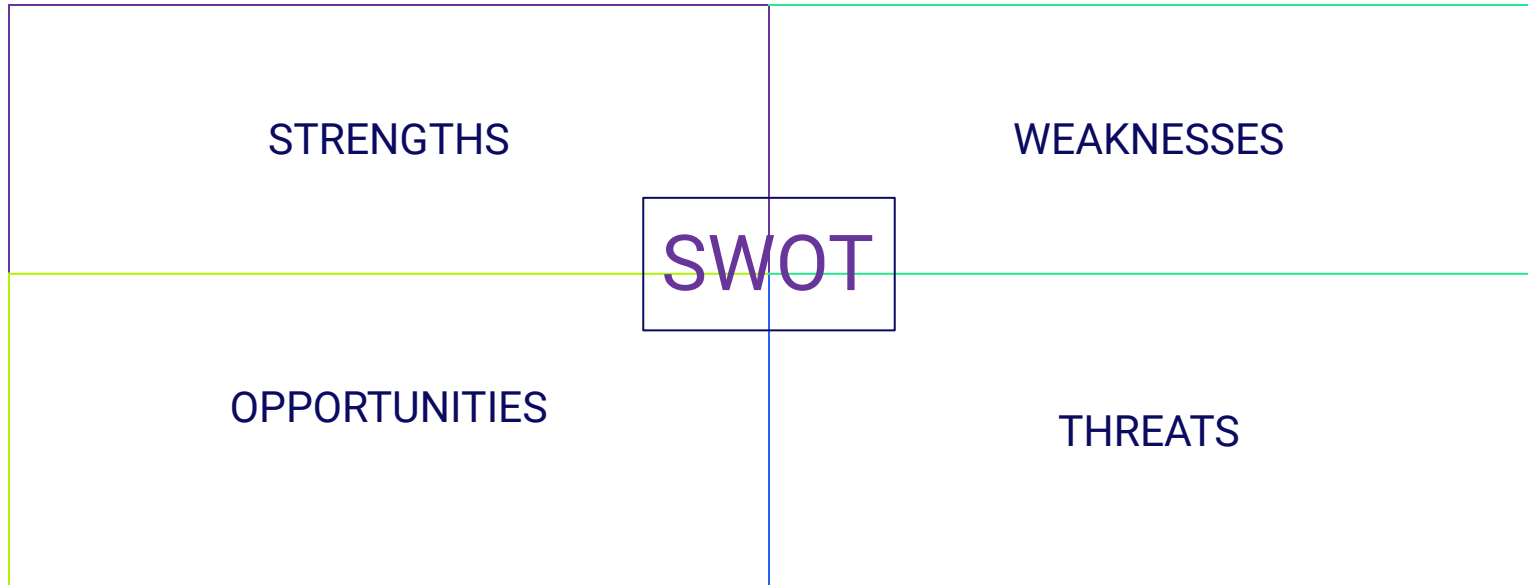 STRENGTHS
WEAKNESSES
SWOT
OPPORTUNITIES
THREATS